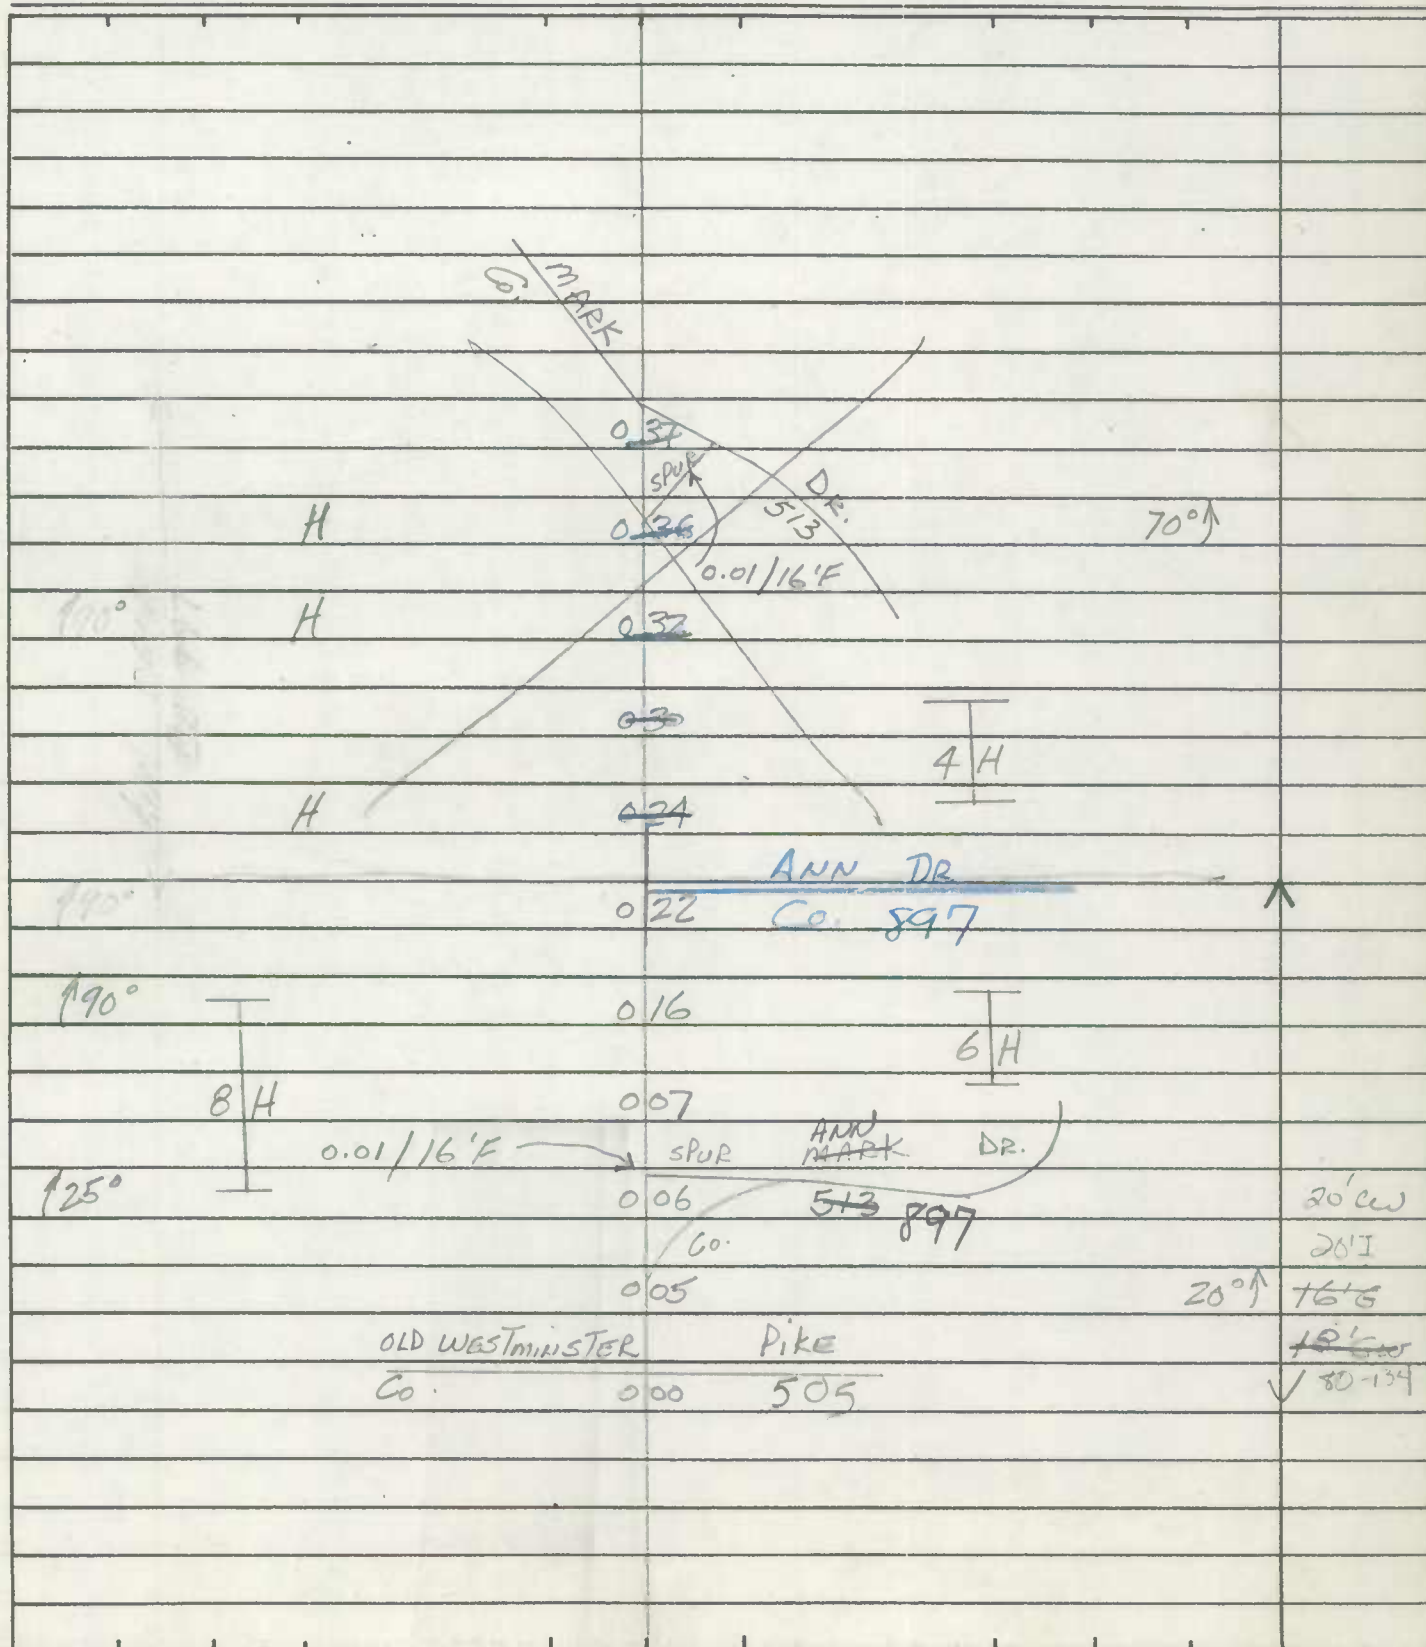 Co. MARK
0 37
SPUR
DR.
H 0 36 513 70°
0.01/16'F
90° H 0 32
0 30
4 H
H 0 24
ANN DR
90° 0 22 Co. 897
90° 0 16
6 H
8 H 0 07
0.01/16'F SPUR ANN MARK DR.
25° 0 06 513 897 20'CW
Co. 20'I
0 05 20° 16'G
OLD WESTMINSTER Pike
Co. 0 00 505 80-134